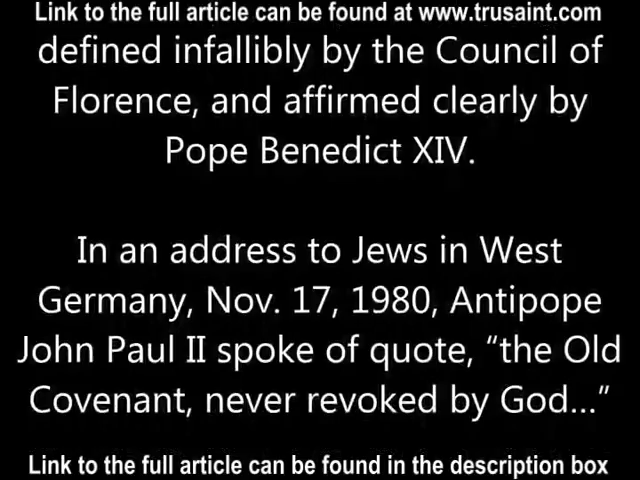 Link to the full article can be found at www.trusaint.com
defined infallibly by the Council of
Florence, and affirmed clearly by
Pope Benedict XIV.
In an address to Jews in West
Germany, Nov. 17, 1980, Antipope
John Paul II spoke of quote, “the Old
Covenant, never revoked by God…”
Link to the full article can be found in the description box